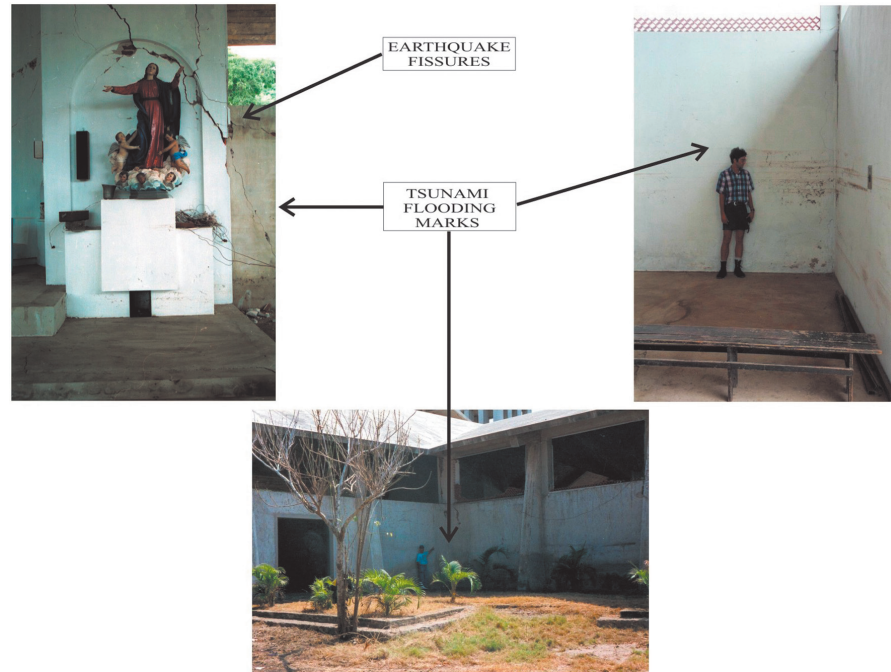 EARTHQUAKE
FISSURES
TSUNAMI
FLOODING
MARKS